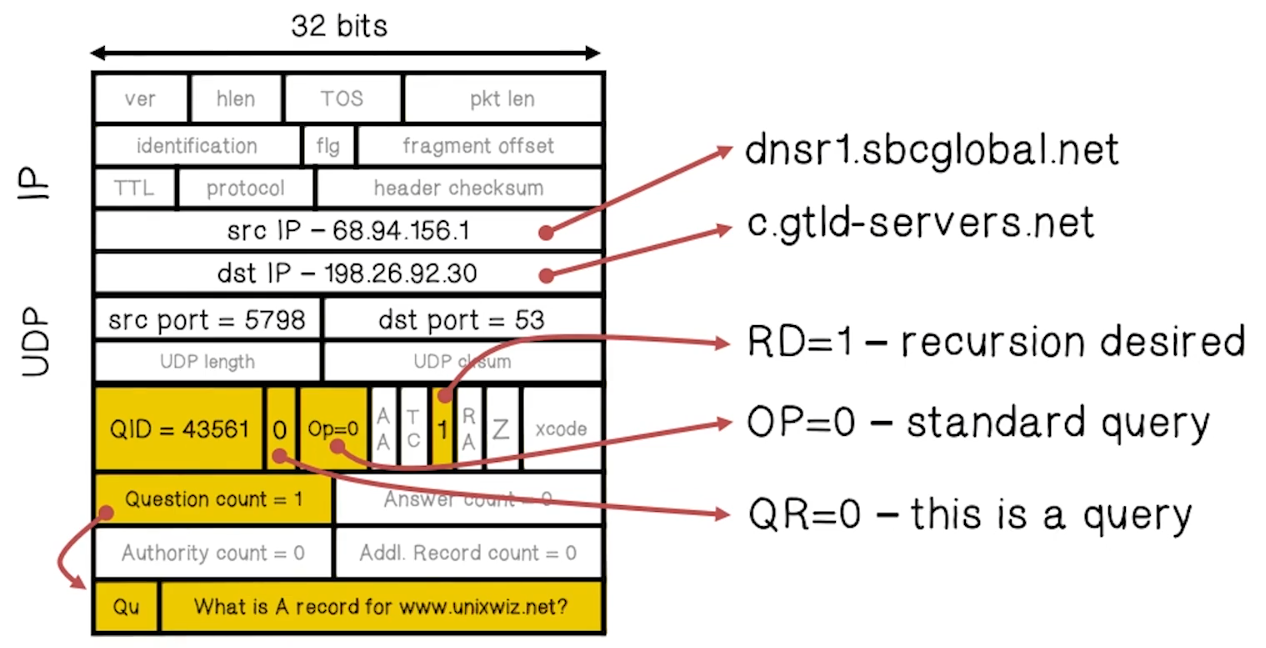 32 bits
ver hlen TOS pkt len
identification flg fragment offset
IP
TTL protocol header checksum
src IP – 68.94.156.1
dst IP – 198.26.92.30
dnsr1.sbcglobal.net
c.gtld-servers.net
UDP
src port = 5798 dst port = 53
UDP length UDP cksum
RD=1 – recursion desired
QID = 43561 0 Op=0 AA TC 1 RA Z xcode
OP=0 – standard query
Question count = 1 Answer count = 0
QR=0 – this is a query
Authority count = 0 Addl. Record count = 0
Qu What is A record for www.unixwiz.net?